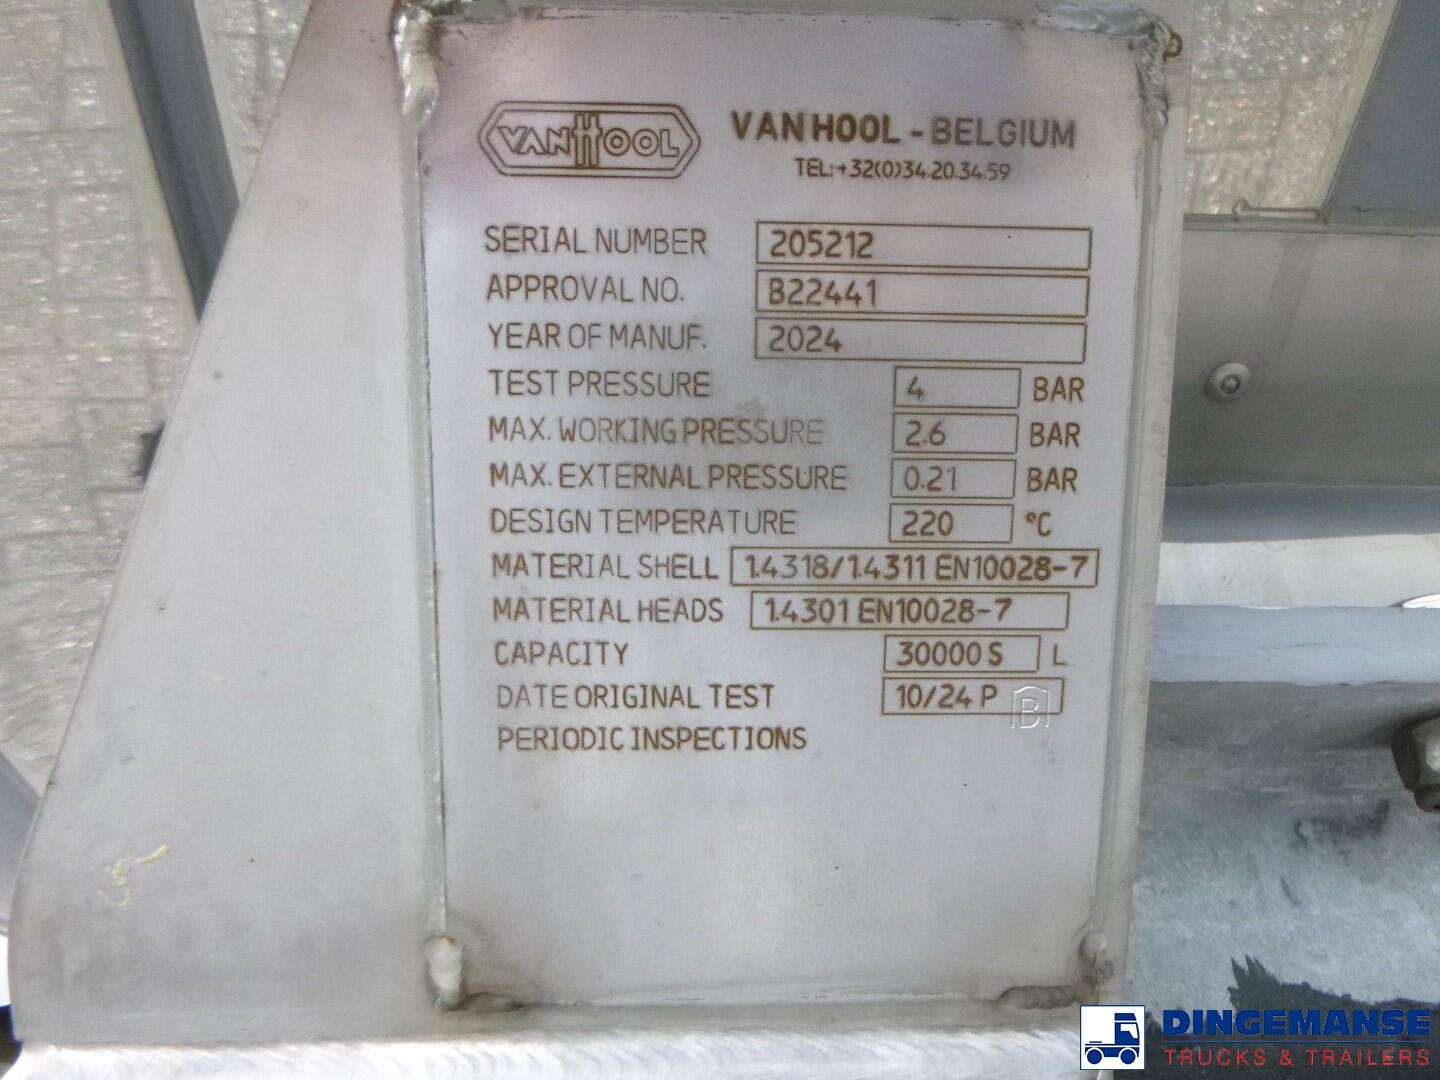 VANHOOL
VAN HOOL - BELGIUM
TEL:+32(0)34.20.34.59
SERIAL NUMBER 205212
APPROVAL NO. B22441
YEAR OF MANUF. 2024
TEST PRESSURE 4 BAR
MAX. WORKING PRESSURE 2.6 BAR
MAX. EXTERNAL PRESSURE 0.21 BAR
DESIGN TEMPERATURE 220 °C
MATERIAL SHELL 1.4318/1.4311 EN10028-7
MATERIAL HEADS 1.4301 EN10028-7
CAPACITY 30000 S L
DATE ORIGINAL TEST 10/24 P B
PERIODIC INSPECTIONS
DINGEMANSE
TRUCKS & TRAILERS